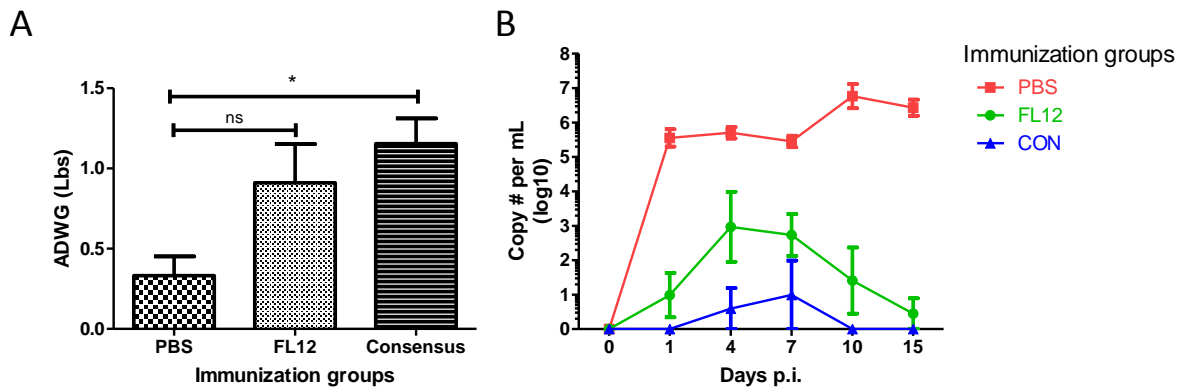 A
ADWG (Lbs)
1.5
1.0
0.5
0.0
*
ns
PBS FL12 Consensus
Immunization groups
B
Copy # per mL
(log10)
8
7
6
5
4
3
2
1
0
0 1 4 7 10 15
Days p.i.
Immunization groups
PBS
FL12
CON